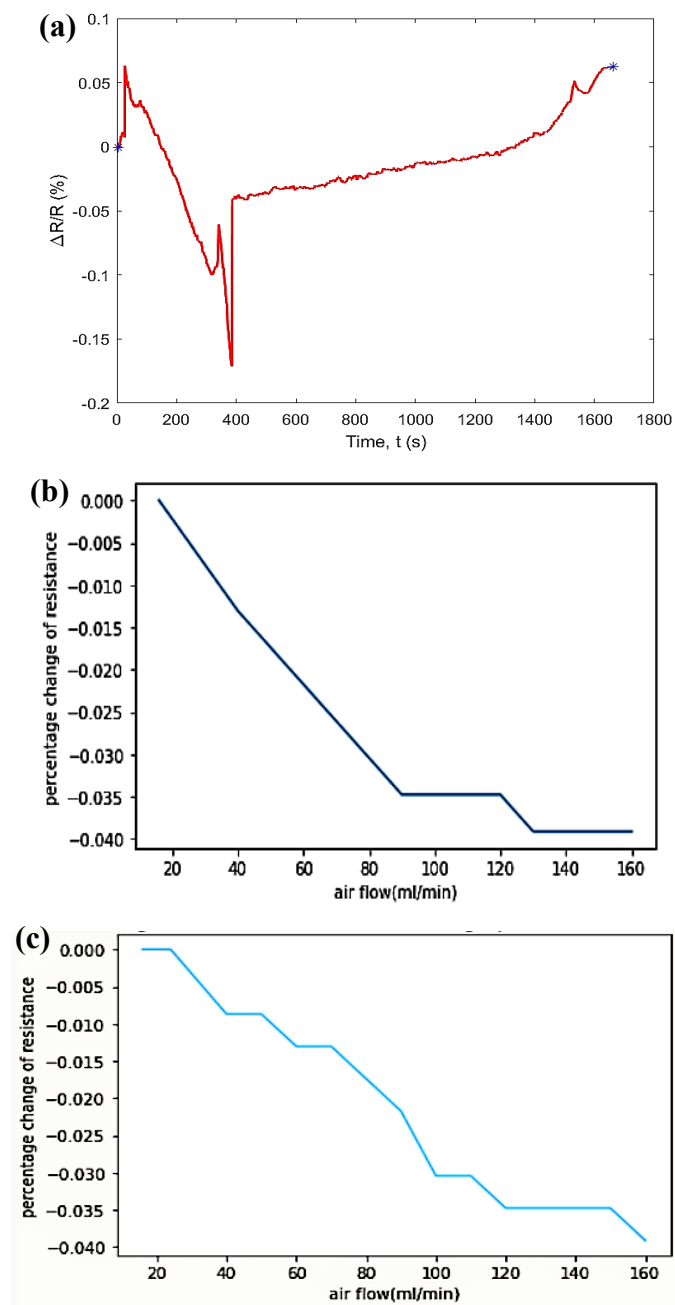 (a)
0.1
0.05
0
-0.05
-0.1
-0.15
-0.2
ΔR/R (%)
0 200 400 600 800 1000 1200 1400 1600 1800
Time, t (s)
(b)
0.000
−0.005
−0.010
−0.015
−0.020
−0.025
−0.030
−0.035
−0.040
percentage change of resistance
20 40 60 80 100 120 140 160
air flow(ml/min)
(c)
0.000
−0.005
−0.010
−0.015
−0.020
−0.025
−0.030
−0.035
−0.040
percentage change of resistance
20 40 60 80 100 120 140 160
air flow(ml/min)